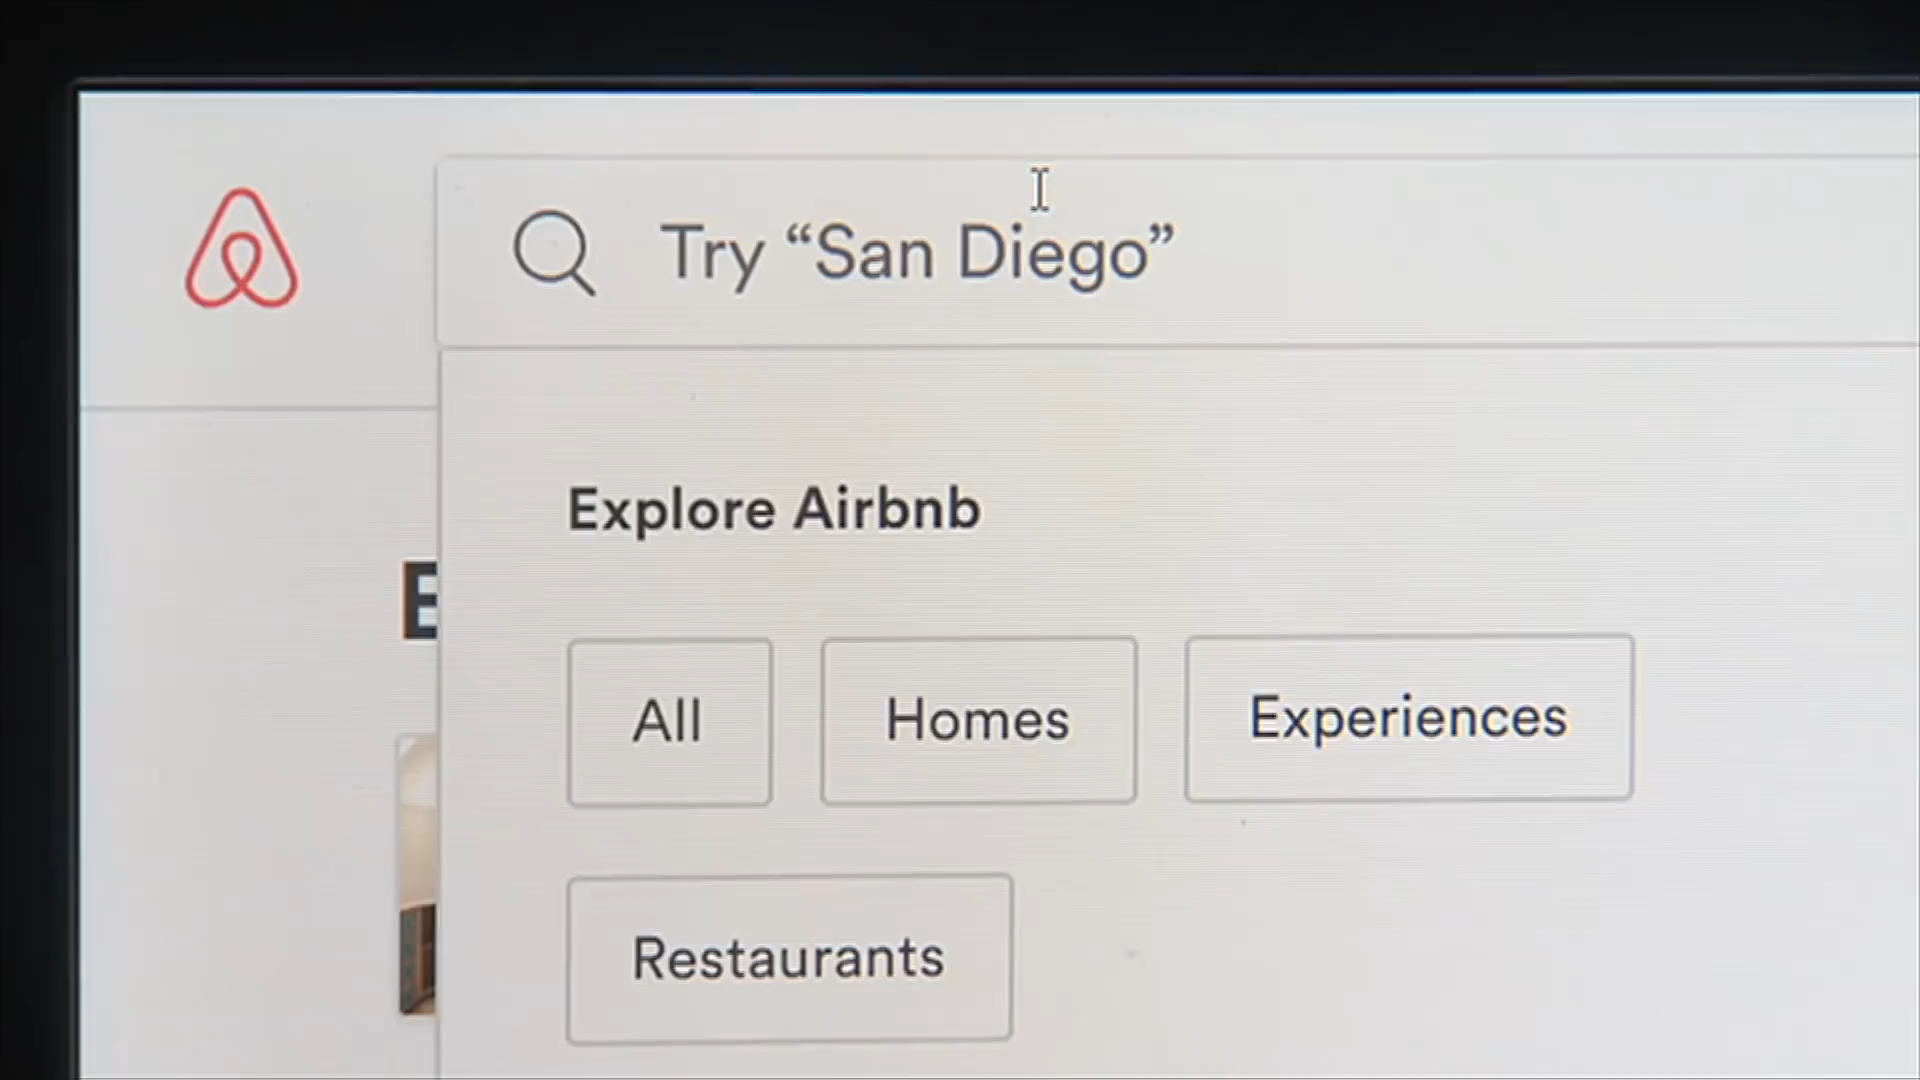 Try “San Diego”
Explore Airbnb
E
All
Homes
Experiences
Restaurants